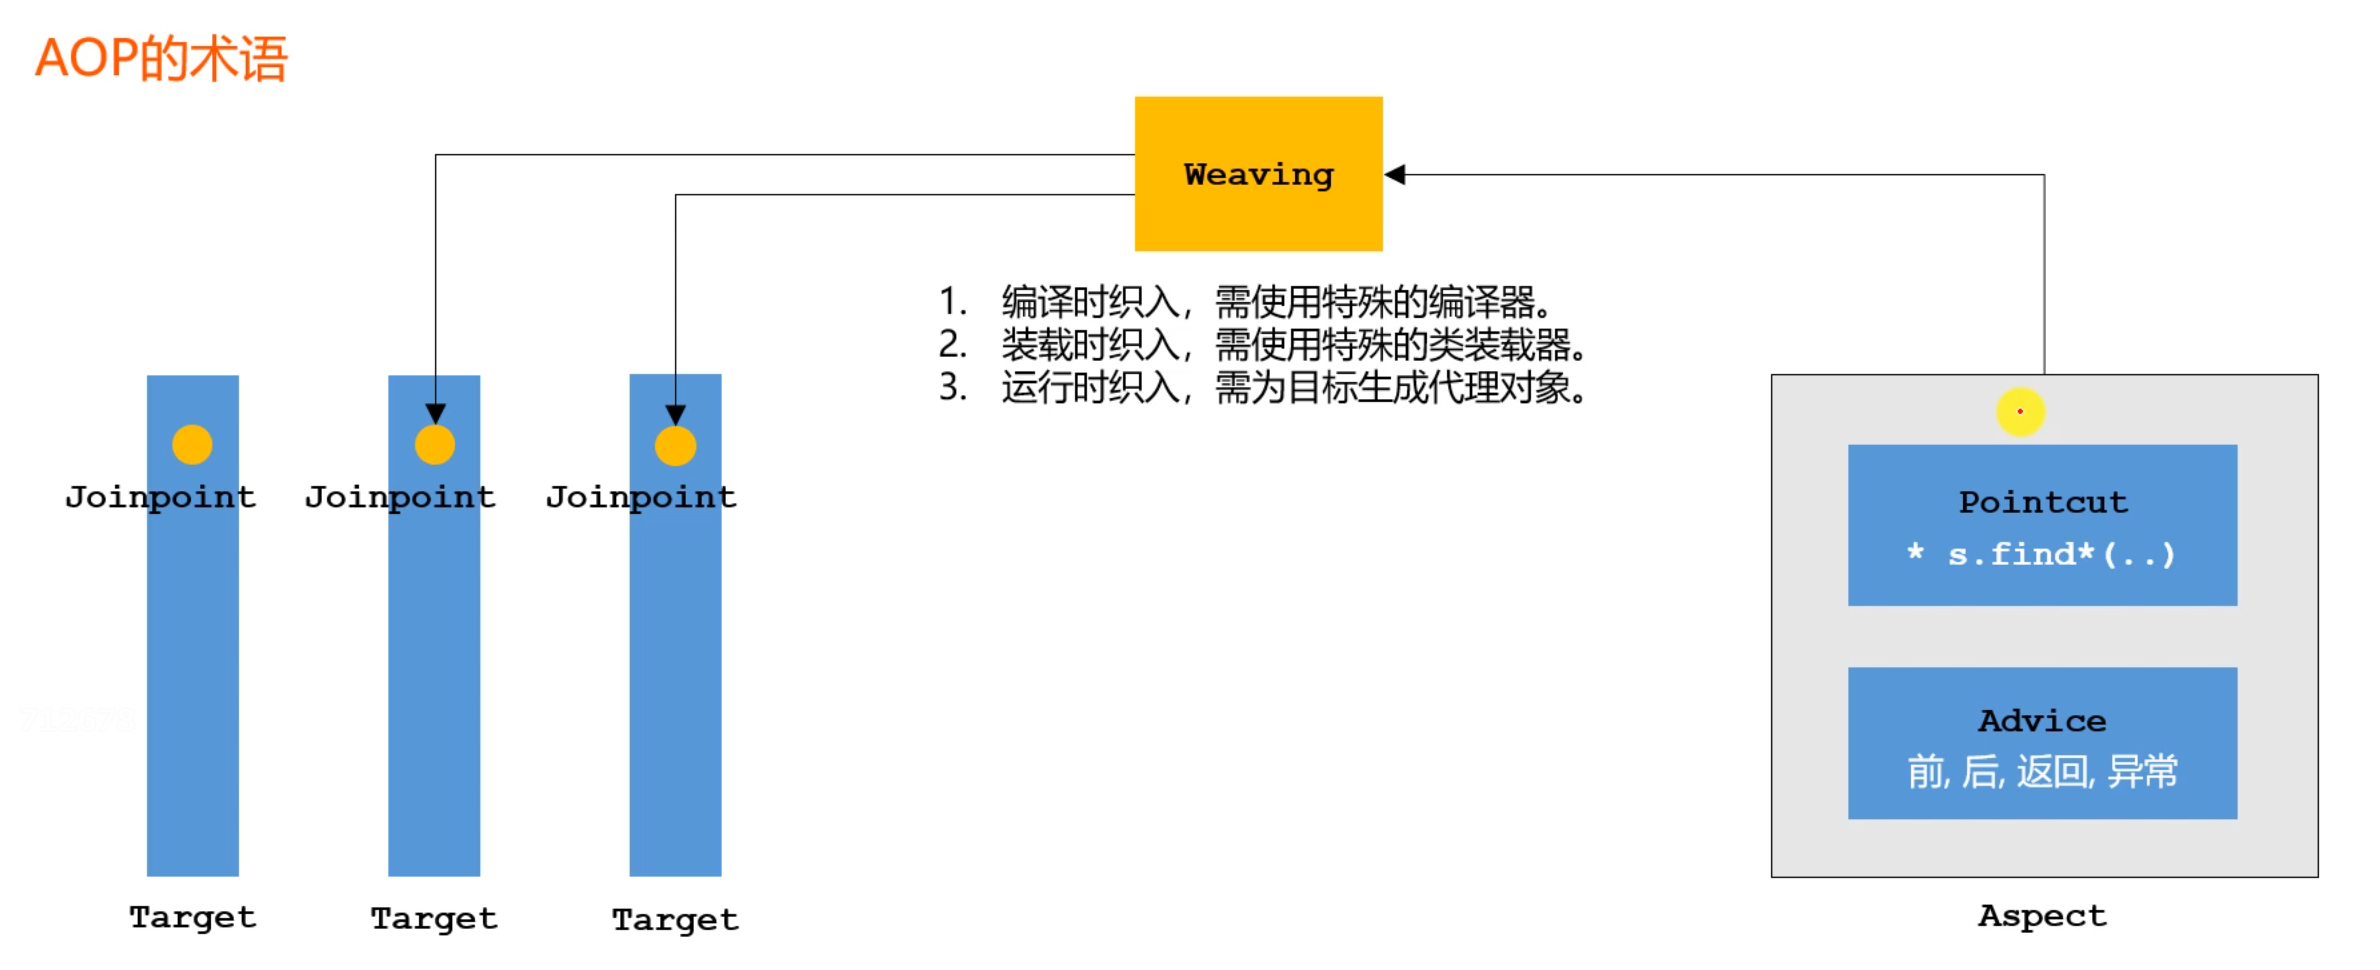 AOP的术语
Weaving
1. 编译时织入，需使用特殊的编译器。
2. 装载时织入，需使用特殊的类装载器。
3. 运行时织入，需为目标生成代理对象。
Joinpoint
Joinpoint
Joinpoint
Target
Target
Target
Pointcut
* s.find*(..)
Advice
前, 后, 返回, 异常
Aspect